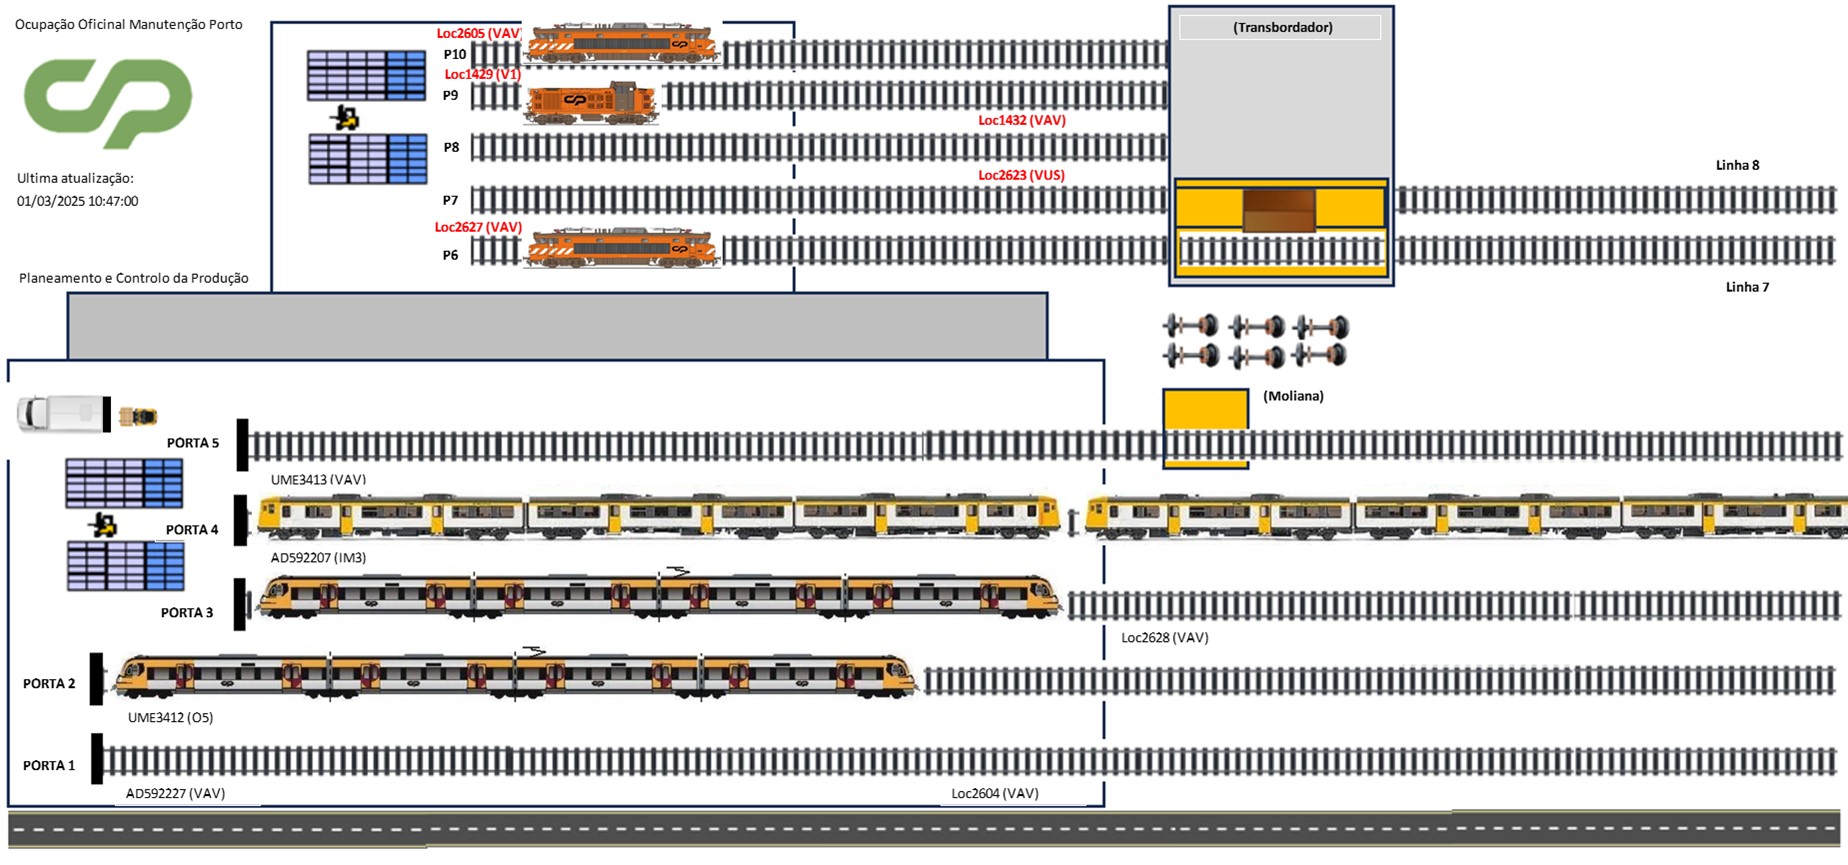 Ocupação Oficinal Manutenção Porto
CP
Ultima atualização:
01/03/2025 10:47:00
Planeamento e Controlo da Produção
Loc2605 (VAV)
P10
Loc1429 (V1)
P9
Loc1432 (VAV)
P8
Loc2623 (VUS)
P7
Loc2627 (VAV)
P6
(Transbordador)
Linha 8
Linha 7
(Moliana)
PORTA 5
UME3413 (VAV)
PORTA 4
AD592207 (IM3)
PORTA 3
Loc2628 (VAV)
PORTA 2
UME3412 (O5)
PORTA 1
AD592227 (VAV)
Loc2604 (VAV)